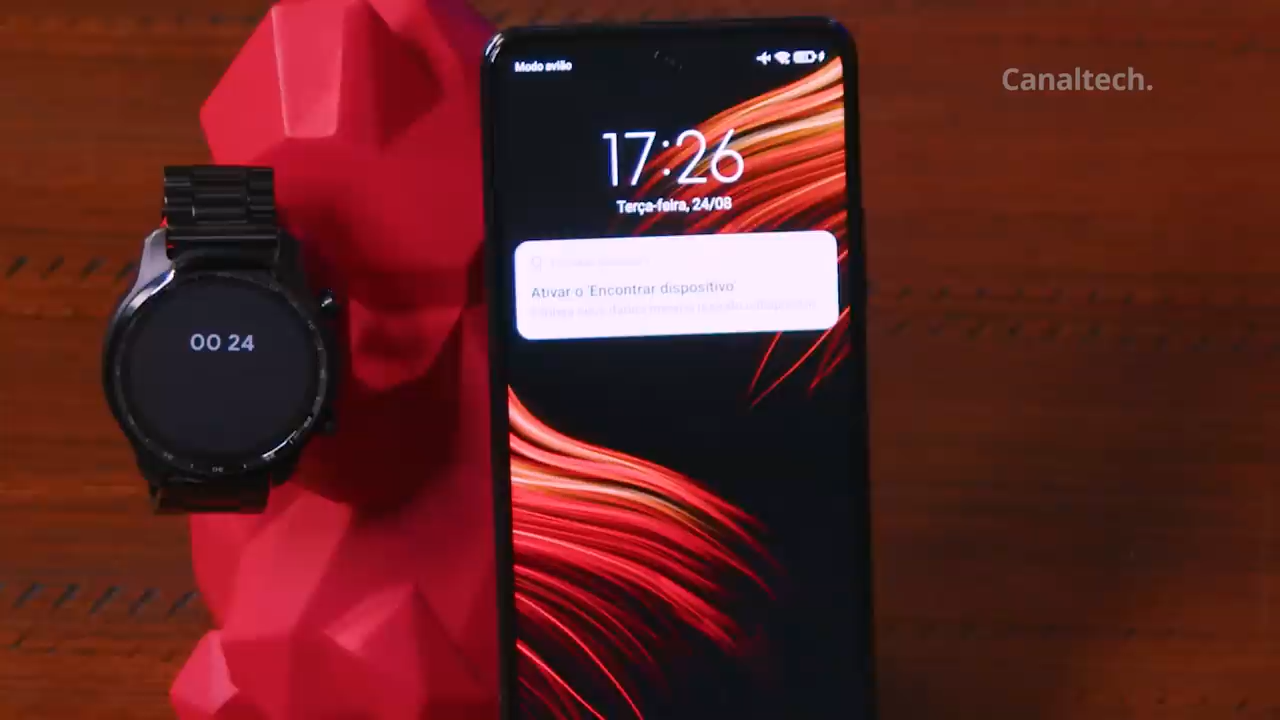 Canaltech.
Modo avião
17:26
Terça-feira, 24/08
Ativar o 'Encontrar dispositivo'
00 24